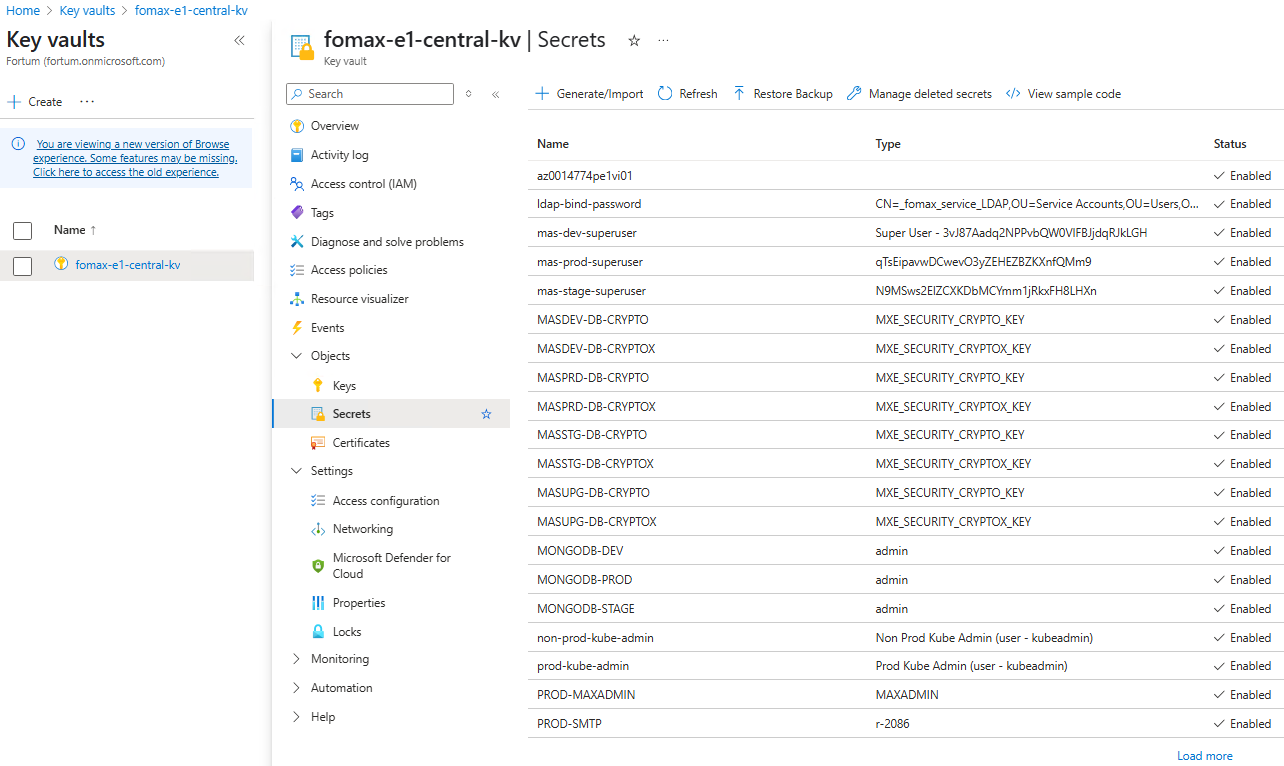 Home > Key vaults > fomax-e1-central-kv
Key vaults
Fortum (fortum.onmicrosoft.com)
Create
You are viewing a new version of Browse
experience. Some features may be missing.
Click here to access the old experience.
Name ↑
fomax-e1-central-kv
fomax-e1-central-kv | Secrets
Key vault
Search
Overview
Activity log
Access control (IAM)
Tags
Diagnose and solve problems
Access policies
Resource visualizer
Events
Objects
Keys
Secrets
Certificates
Settings
Access configuration
Networking
Microsoft Defender for
Cloud
Properties
Locks
Monitoring
Automation
Help
Generate/Import Refresh Restore Backup Manage deleted secrets View sample code
Name Type Status
az0014774pe1vi01 Enabled
ldap-bind-password CN=_fomax_service_LDAP,OU=Service Accounts,OU=Users,O... Enabled
mas-dev-superuser Super User - Enabled
mas-prod-superuser Enabled
mas-stage-superuser Enabled
MASDEV-DB-CRYPTO MXE_SECURITY_CRYPTO_KEY Enabled
MASDEV-DB-CRYPTOX MXE_SECURITY_CRYPTOX_KEY Enabled
MASPRD-DB-CRYPTO MXE_SECURITY_CRYPTO_KEY Enabled
MASPRD-DB-CRYPTOX MXE_SECURITY_CRYPTOX_KEY Enabled
MASSTG-DB-CRYPTO MXE_SECURITY_CRYPTO_KEY Enabled
MASSTG-DB-CRYPTOX MXE_SECURITY_CRYPTOX_KEY Enabled
MASUPG-DB-CRYPTO MXE_SECURITY_CRYPTO_KEY Enabled
MASUPG-DB-CRYPTOX MXE_SECURITY_CRYPTOX_KEY Enabled
MONGODB-DEV admin Enabled
MONGODB-PROD admin Enabled
MONGODB-STAGE admin Enabled
non-prod-kube-admin Non Prod Kube Admin (user - kubeadmin) Enabled
prod-kube-admin Prod Kube Admin (user - kubeadmin) Enabled
PROD-MAXADMIN MAXADMIN Enabled
PROD-SMTP r-2086 Enabled
Load more